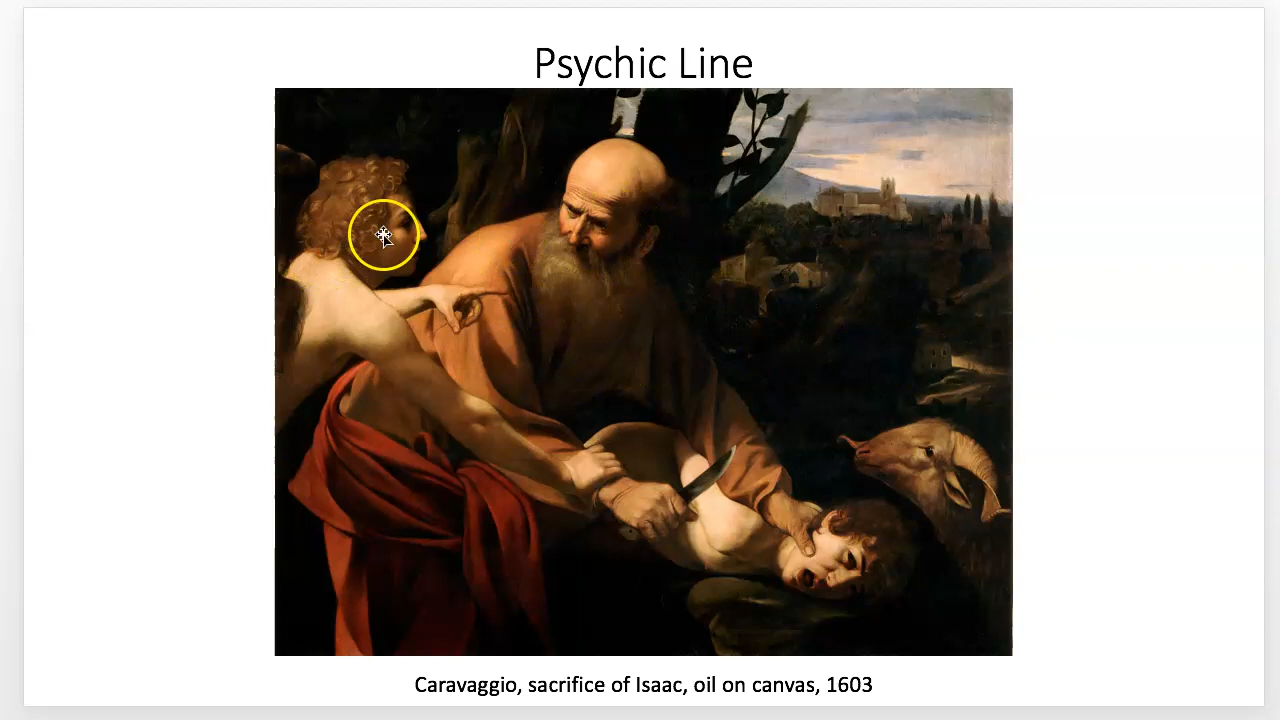 Psychic Line
Caravaggio, sacrifice of Isaac, oil on canvas, 1603